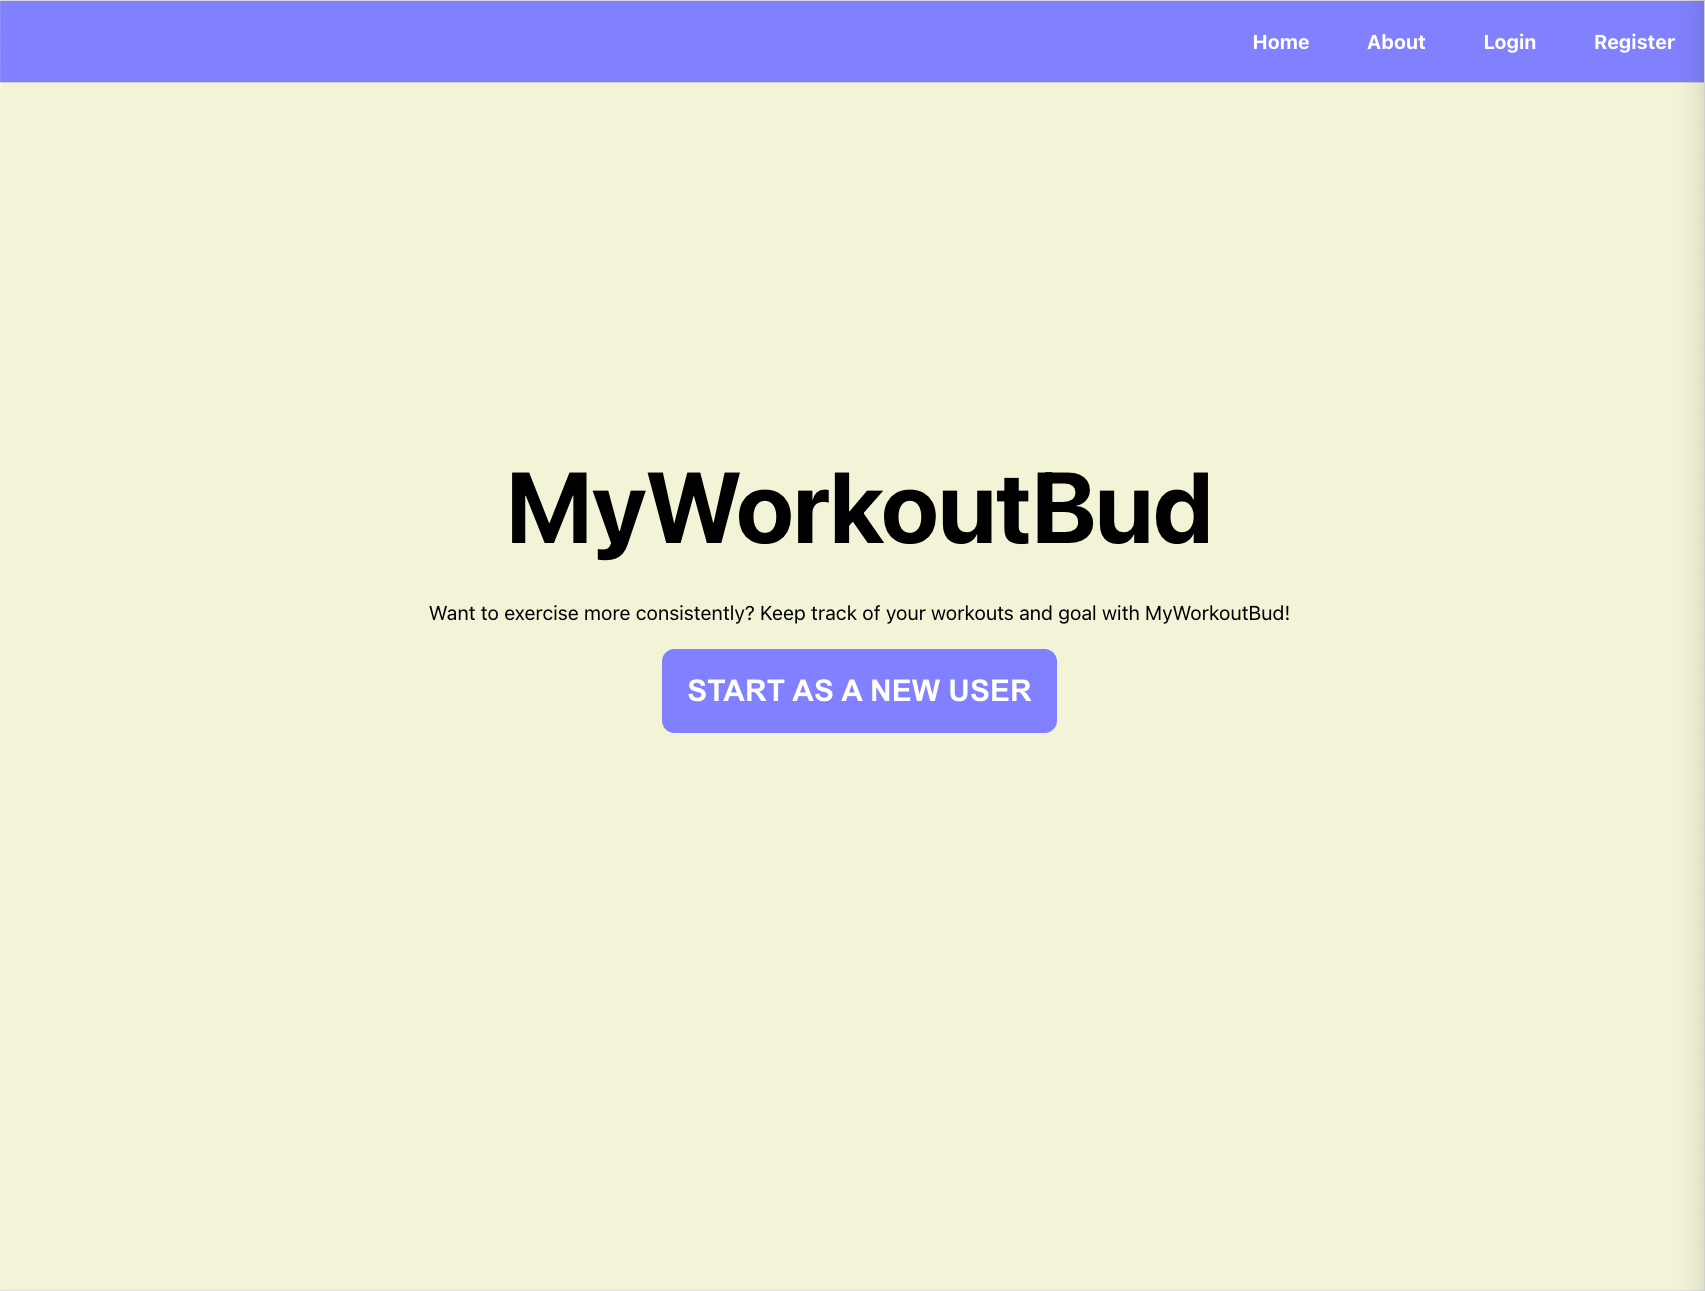 Home About Login Register
MyWorkoutBud
Want to exercise more consistently? Keep track of your workouts and goal with MyWorkoutBud!
START AS A NEW USER